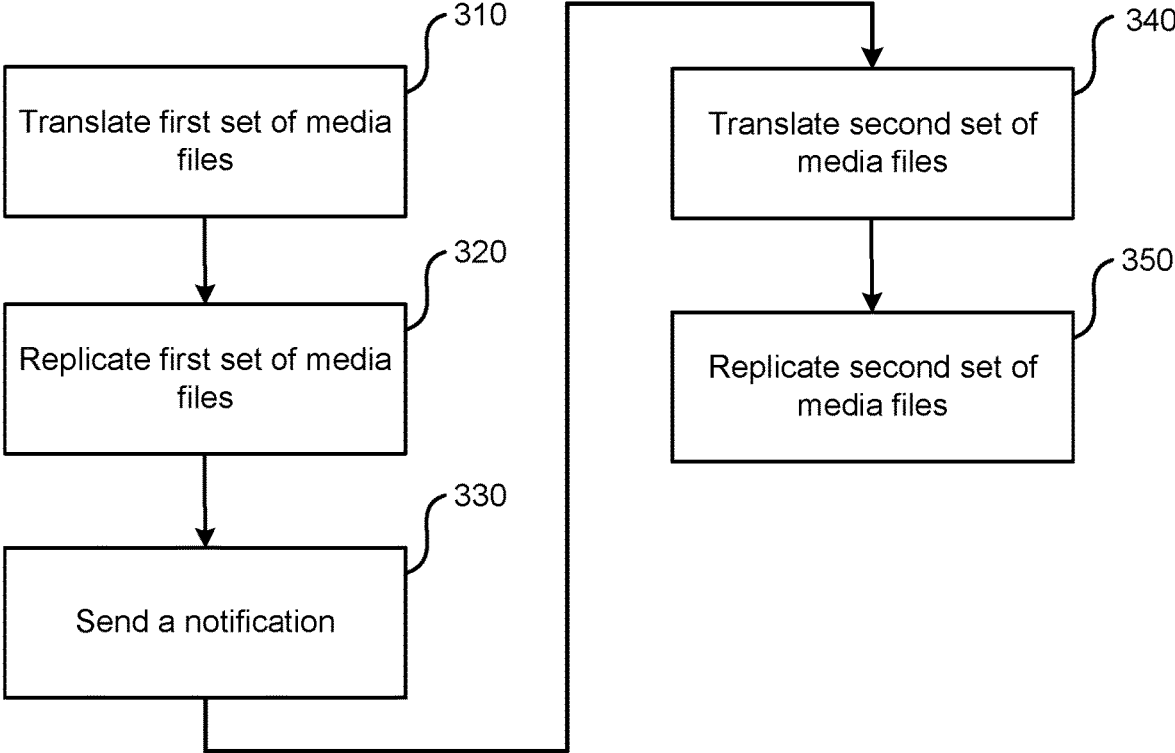 310
Translate first set of media
files
320
Replicate first set of media
files
330
Send a notification
340
Translate second set of
media files
350
Replicate second set of
media files